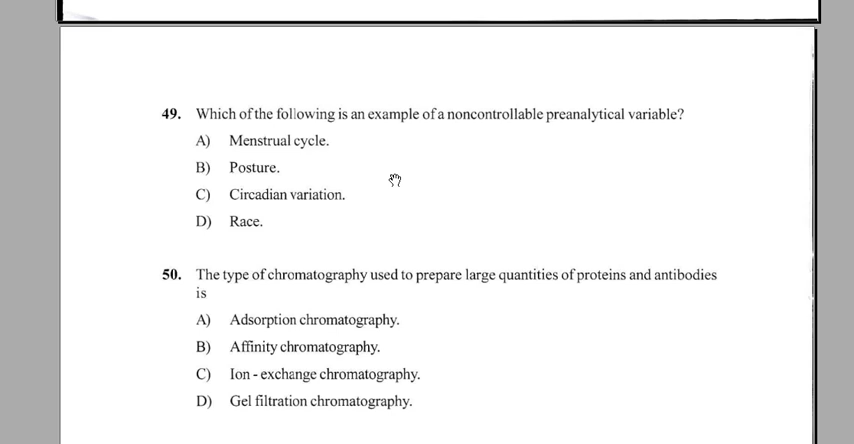 49. Which of the following is an example of a noncontrollable preanalytical variable?
A) Menstrual cycle.
B) Posture.
C) Circadian variation.
D) Race.
50. The type of chromatography used to prepare large quantities of proteins and antibodies
is
A) Adsorption chromatography.
B) Affinity chromatography.
C) Ion - exchange chromatography.
D) Gel filtration chromatography.